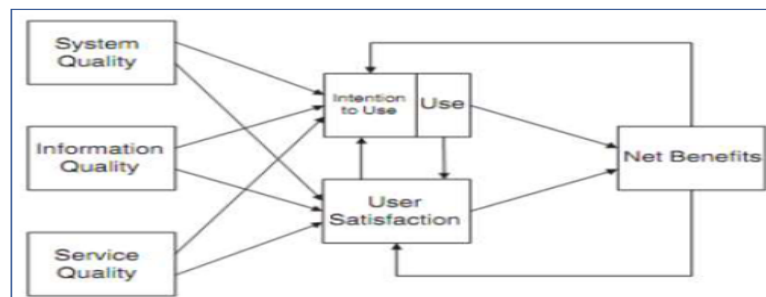 System
Quality
Intention
to Use
Use
Information
Quality
Net Benefits
User
Satisfaction
Service
Quality